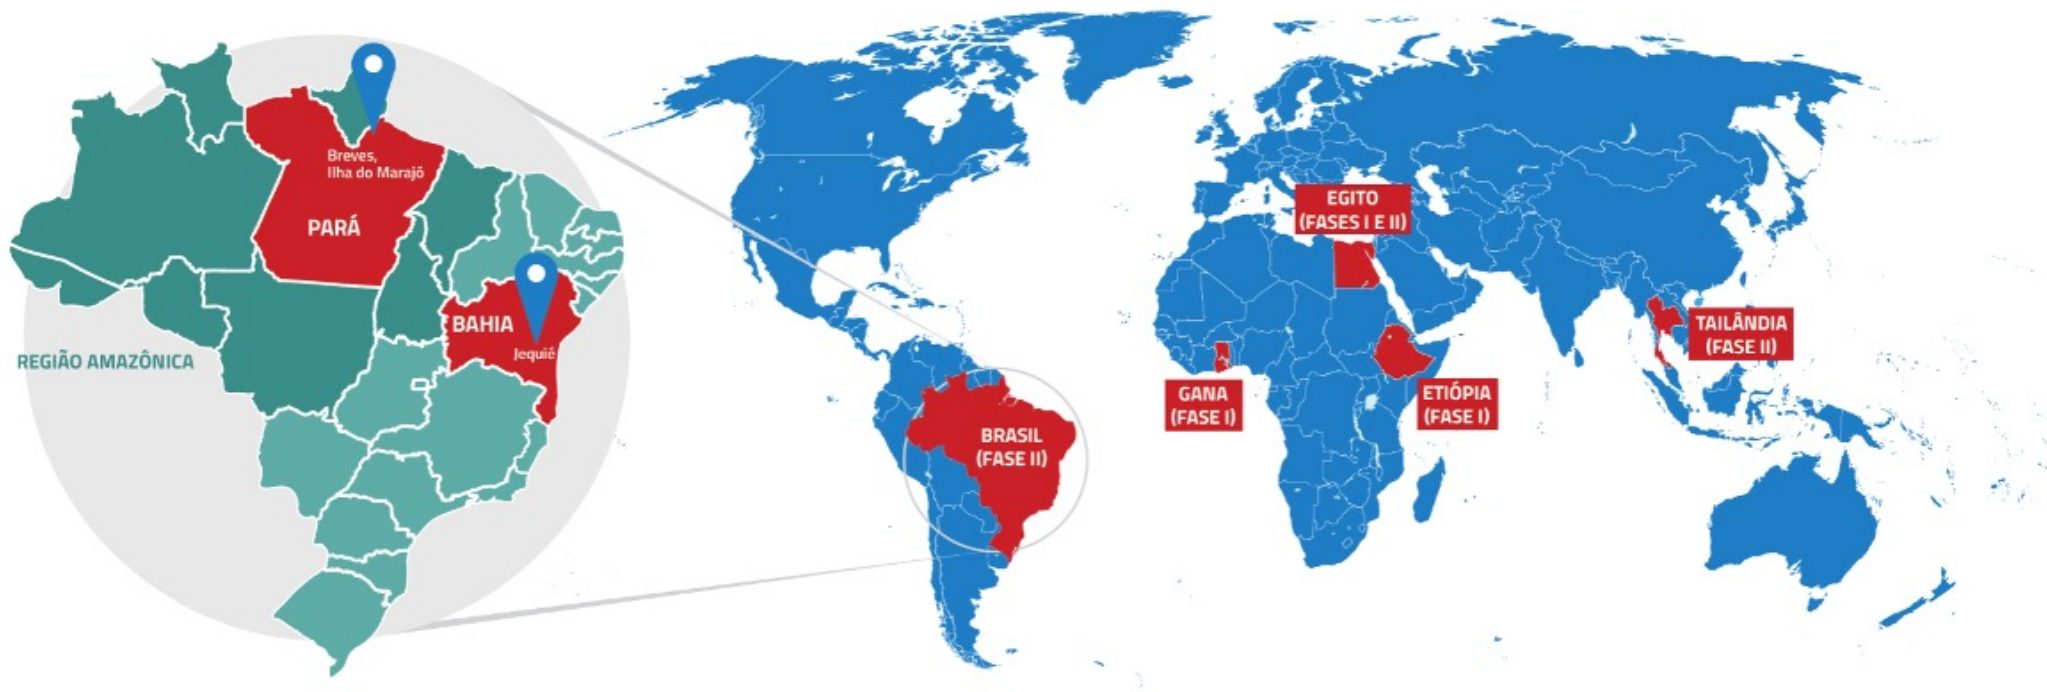 Breves,
Ilha do Marajó
PARÁ
BAHIA
Jequié
REGIÃO AMAZÔNICA
BRASIL
(FASE II)
EGITO
(FASES I E II)
GANA
(FASE I)
ETIÓPIA
(FASE I)
TAILÂNDIA
(FASE II)